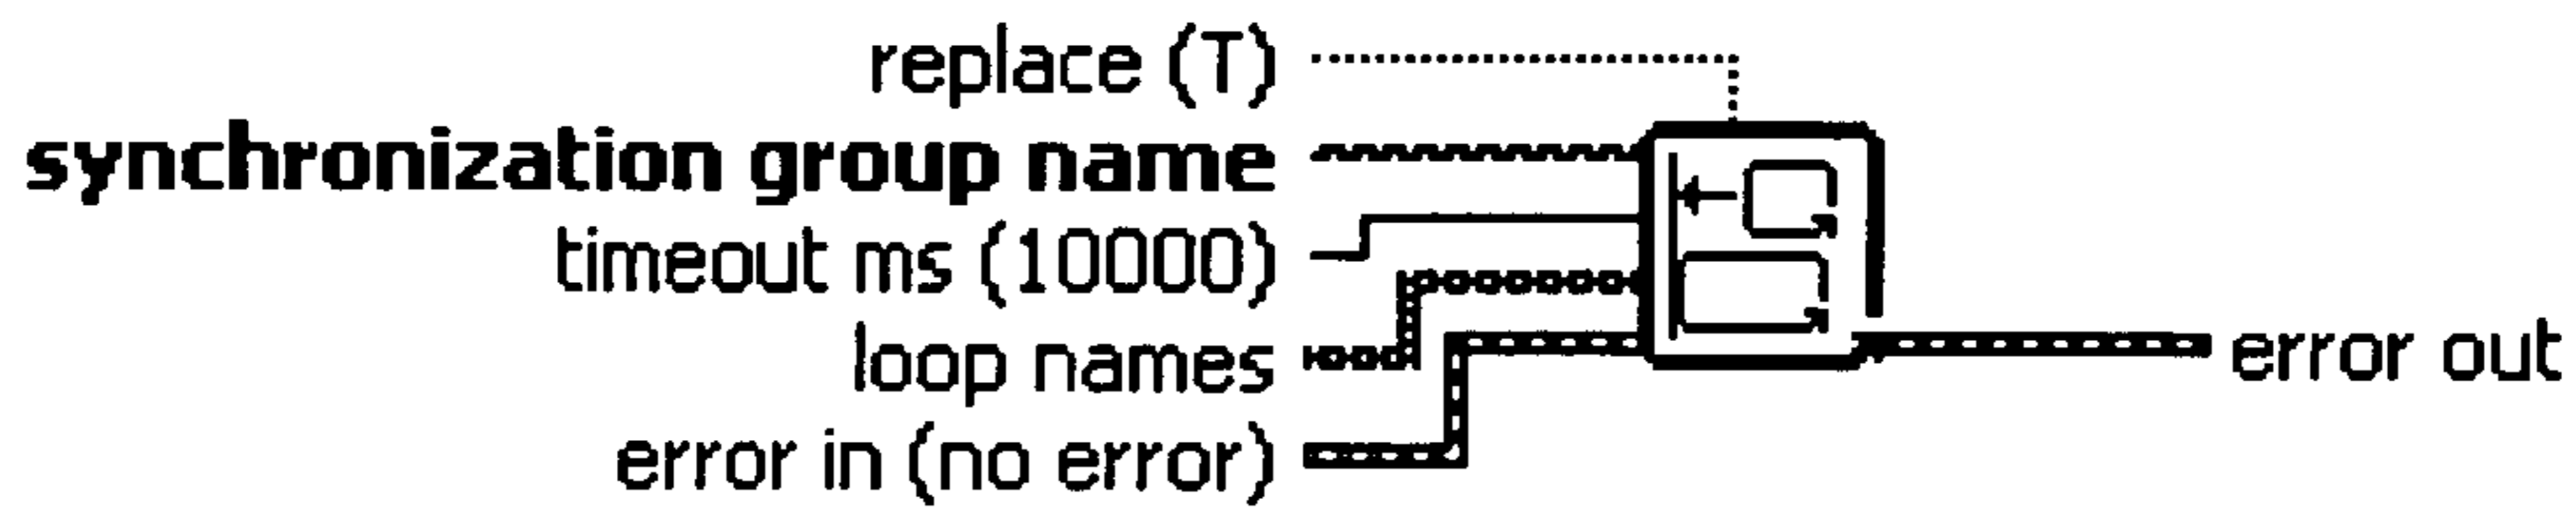 replace (T)
synchronization group name
timeout ms (10000)
loop names
error in (no error)
error out